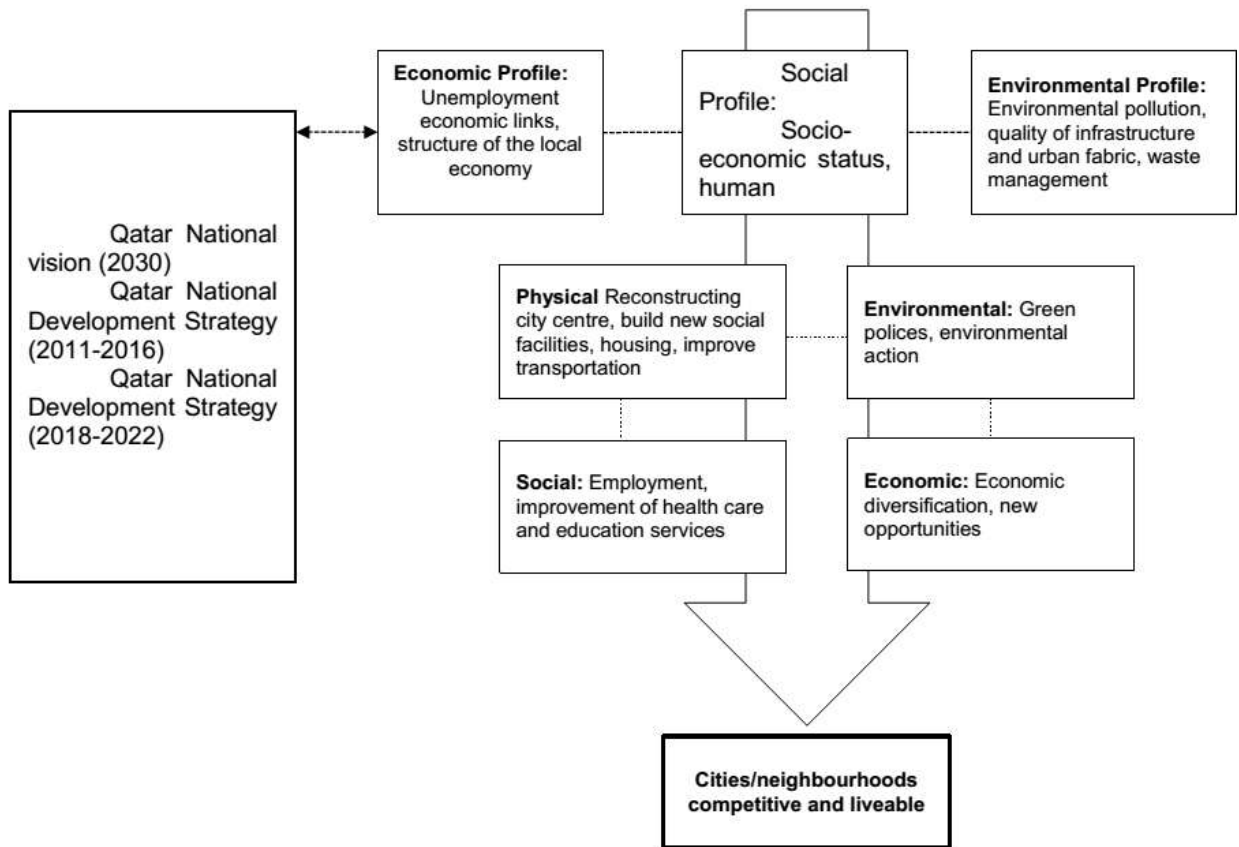 Economic Profile:
Unemployment
economic links,
structure of the local
economy
Social
Profile:
Socio-
economic status,
human
Environmental Profile:
Environmental pollution,
quality of infrastructure
and urban fabric, waste
management
Qatar National
vision (2030)
Qatar National
Development Strategy
(2011-2016)
Qatar National
Development Strategy
(2018-2022)
Physical Reconstructing
city centre, build new social
facilities, housing, improve
transportation
Environmental: Green
polices, environmental
action
Social: Employment,
improvement of health care
and education services
Economic: Economic
diversification, new
opportunities
Cities/neighbourhoods
competitive and liveable